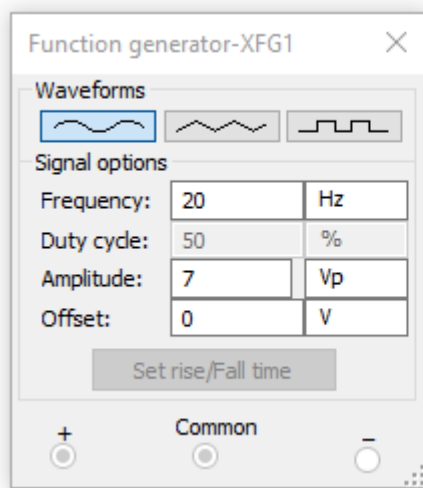 Function generator-XFG1
Waveforms
Signal options
Frequency: 20 Hz
Duty cycle: 50 %
Amplitude: 7 Vp
Offset: 0 V
Set rise/Fall time
+ Common −